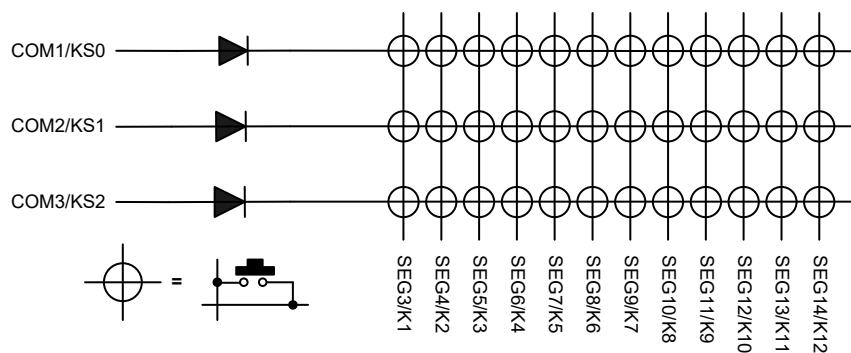 COM1/KS0
COM2/KS1
COM3/KS2
=
SEG3/K1
SEG4/K2
SEG5/K3
SEG6/K4
SEG7/K5
SEG8/K6
SEG9/K7
SEG10/K8
SEG11/K9
SEG12/K10
SEG13/K11
SEG14/K12